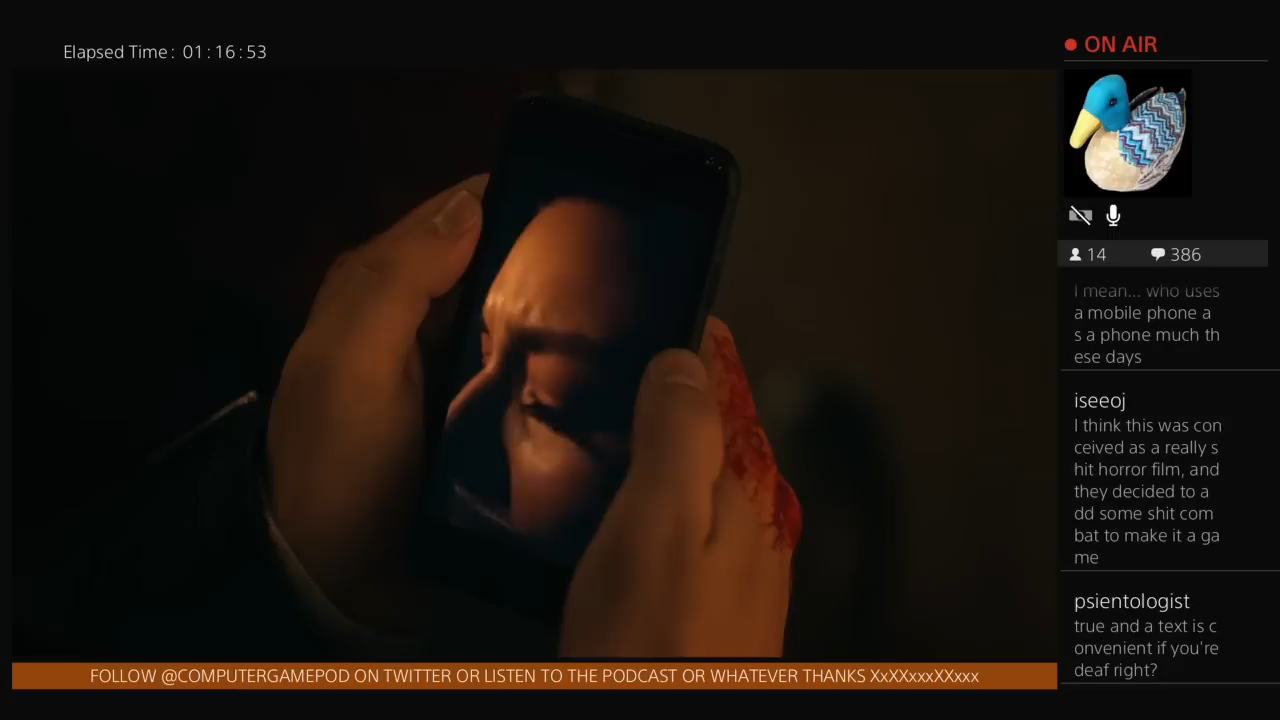 Elapsed Time: 01:16:53
ON AIR
14 386
I mean... who uses
a mobile phone a
s a phone much th
ese days
iseeoj
I think this was con
ceived as a really s
hit horror film, and
they decided to a
dd some shit com
bat to make it a ga
me
psientologist
true and a text is c
onvenient if you're
deaf right?
FOLLOW @COMPUTERGAMEPOD ON TWITTER OR LISTEN TO THE PODCAST OR WHATEVER THANKS XxXXxxxXXxxx